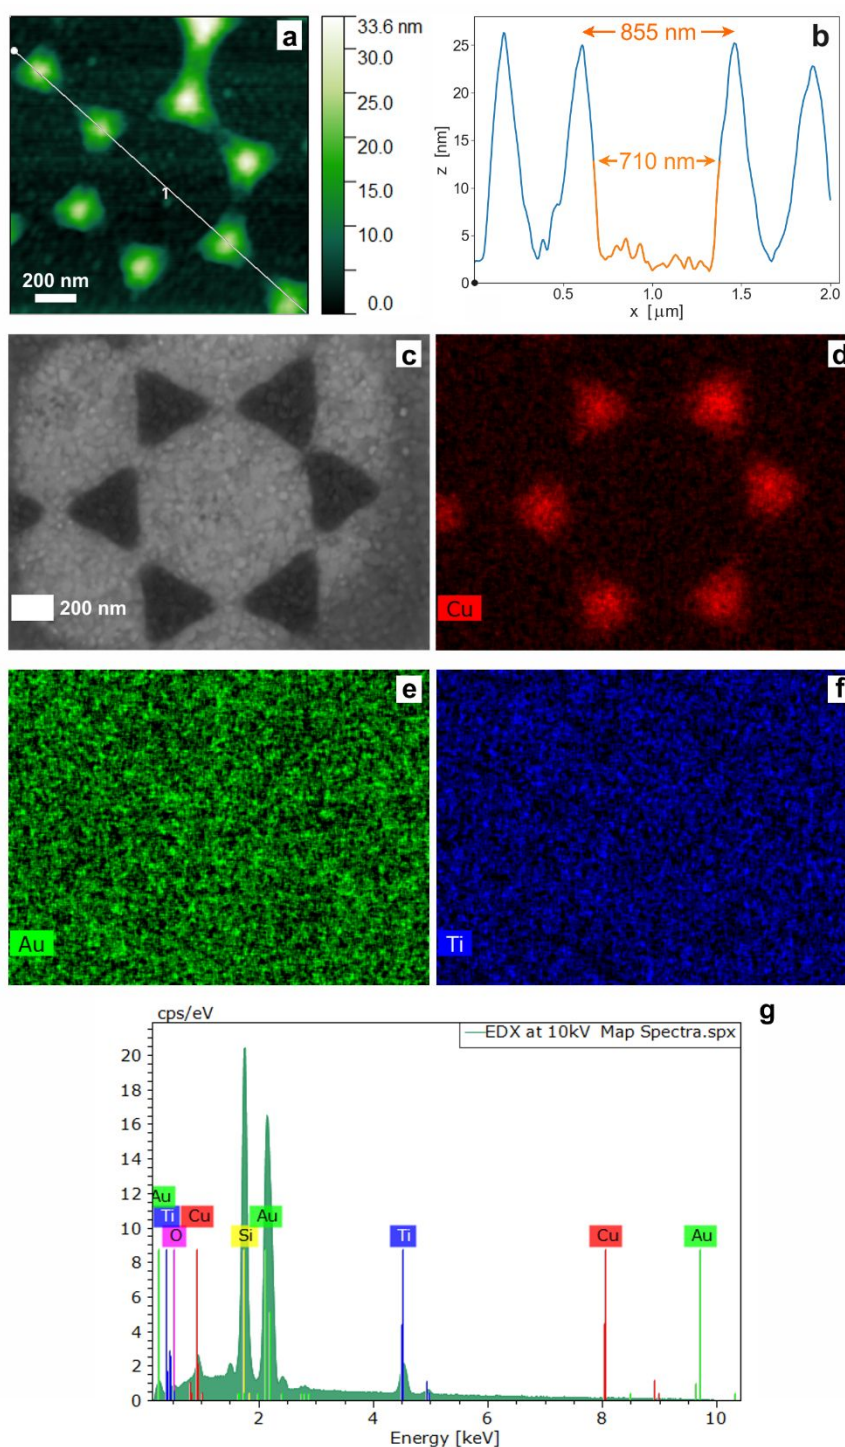 a
33.6 nm
25.0
20.0
15.0
10.0
0.0
1
200 nm
b
855 nm
710 nm
25
20
15
10
5
0
z [nm]
0.5
1.0
1.5
2.0
x [μm]
c
200 nm
d
Cu
e
Au
f
Ti
g
cps/eV
EDX at 10kV Map Spectra.spx
20
18
16
14
12
10
8
6
4
2
0
Au
Ti
Cu
O
Si
Au
Ti
Cu
Au
2
4
6
8
10
Energy [keV]